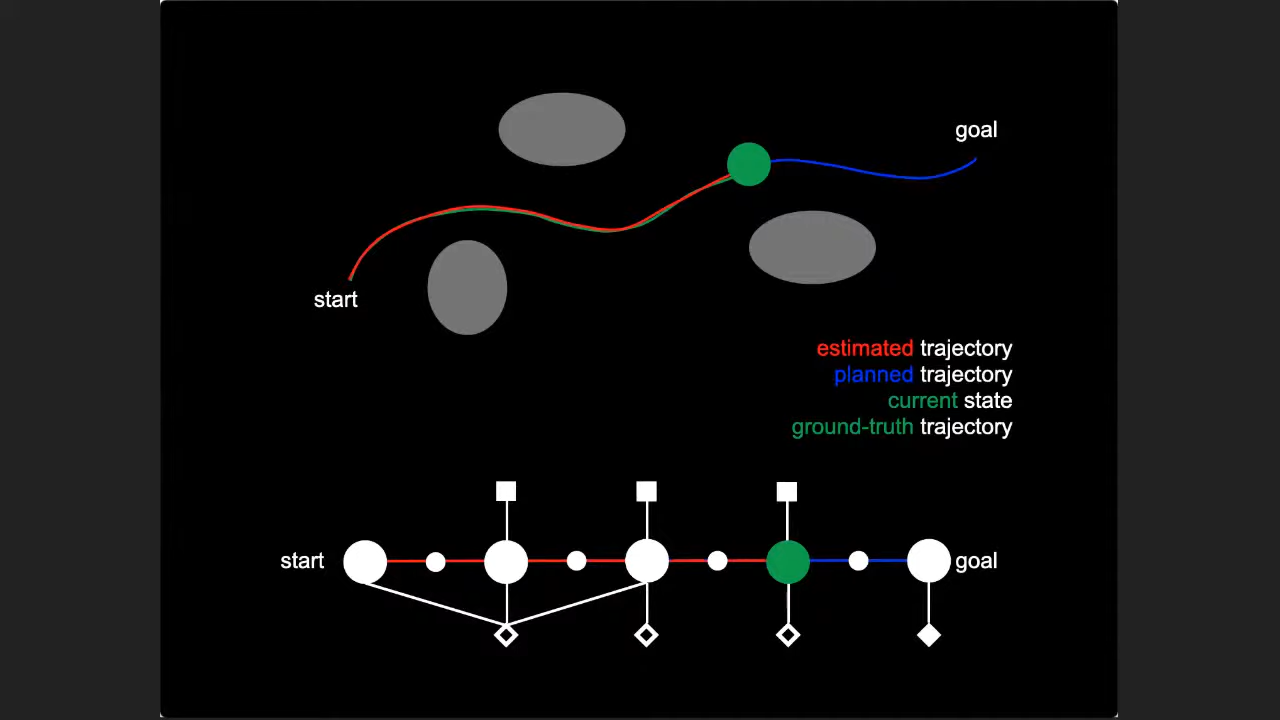 goal
start
estimated trajectory
planned trajectory
current state
ground-truth trajectory
start
goal